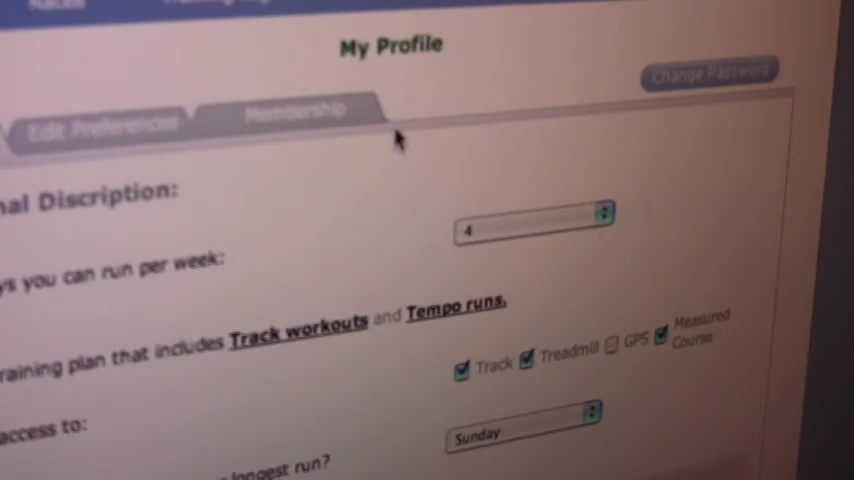 Races
My Profile
Change Password
Edit Preferences
Membership
nal Discription:
4
ys you can run per week:
raining plan that includes Track workouts and Tempo runs.
Track Treadmill GPS Measured Course
access to:
Sunday
longest run?